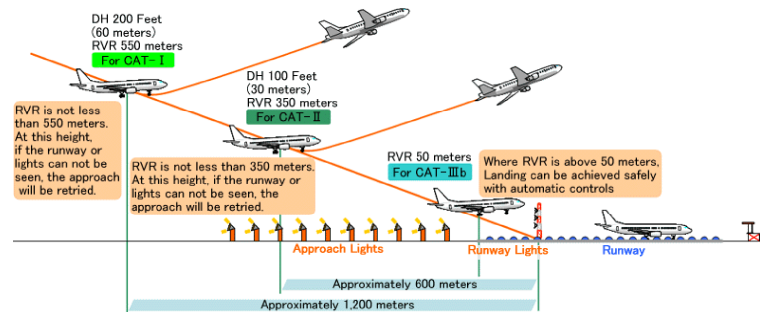 DH 200 Feet
(60 meters)
RVR 550 meters
For CAT-Ⅰ
RVR is not less
than 550 meters.
At this height,
if the runway or
lights can not be
seen, the approach
will be retried.
DH 100 Feet
(30 meters)
RVR 350 meters
For CAT-Ⅱ
RVR is not less than 350 meters.
At this height, if the runway or
lights can not be seen, the
approach will be retried.
RVR 50 meters
For CAT-Ⅲb
Where RVR is above 50 meters,
Landing can be achieved safely
with automatic controls
Approach Lights
Runway Lights
Runway
Approximately 600 meters
Approximately 1,200 meters